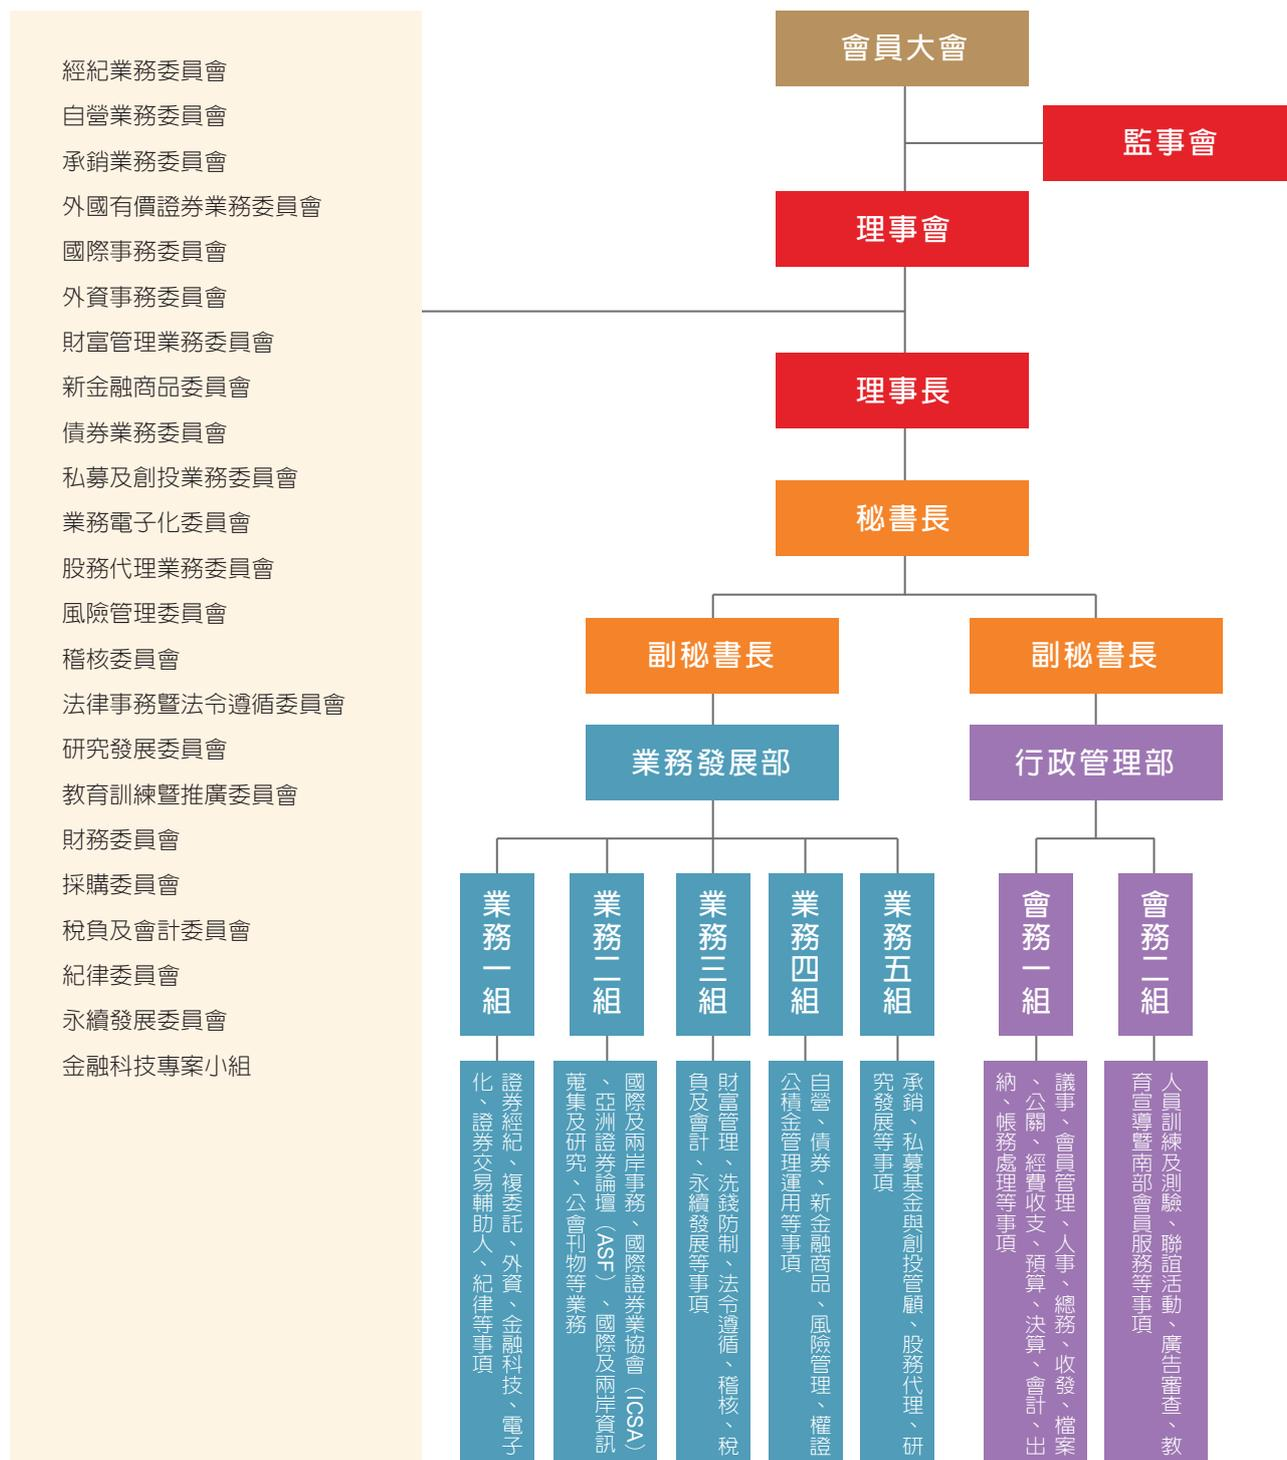 經紀業務委員會
自營業務委員會
承銷業務委員會
外國有價證券業務委員會
國際事務委員會
外資事務委員會
財富管理業務委員會
新金融商品委員會
債券業務委員會
私募及創投業務委員會
業務電子化委員會
股務代理業務委員會
風險管理委員會
稽核委員會
法律事務暨法令遵循委員會
研究發展委員會
教育訓練暨推廣委員會
財務委員會
採購委員會
稅負及會計委員會
紀律委員會
永續發展委員會
金融科技專案小組
會員大會
監事會
理事會
理事長
秘書長
副秘書長
副秘書長
業務發展部
行政管理部
業務一組
業務二組
業務三組
業務四組
業務五組
會務一組
會務二組
證券經紀、複委託、外資、金融科技、電子
化、證券交易輔助人、紀律等事項
國際及兩岸事務、國際證券業協會（ICSA）
、亞洲證券論壇（ASF）、國際及兩岸資訊
蒐集及研究、公會刊物等業務
財富管理、洗錢防制、法令遵循、稽核、稅
負及會計、永續發展等事項
自營、債券、新金融商品、風險管理、權證
公積金管理運用等事項
承銷、私募基金與創投管顧、股務代理、研
究發展等事項
議事、會員管理、人事、總務、收發、檔案
、公關、經費收支、預算、決算、會計、出
納、帳務處理等事項
人員訓練及測驗、聯誼活動、廣告審查、教
育宣導暨南部會員服務等事項